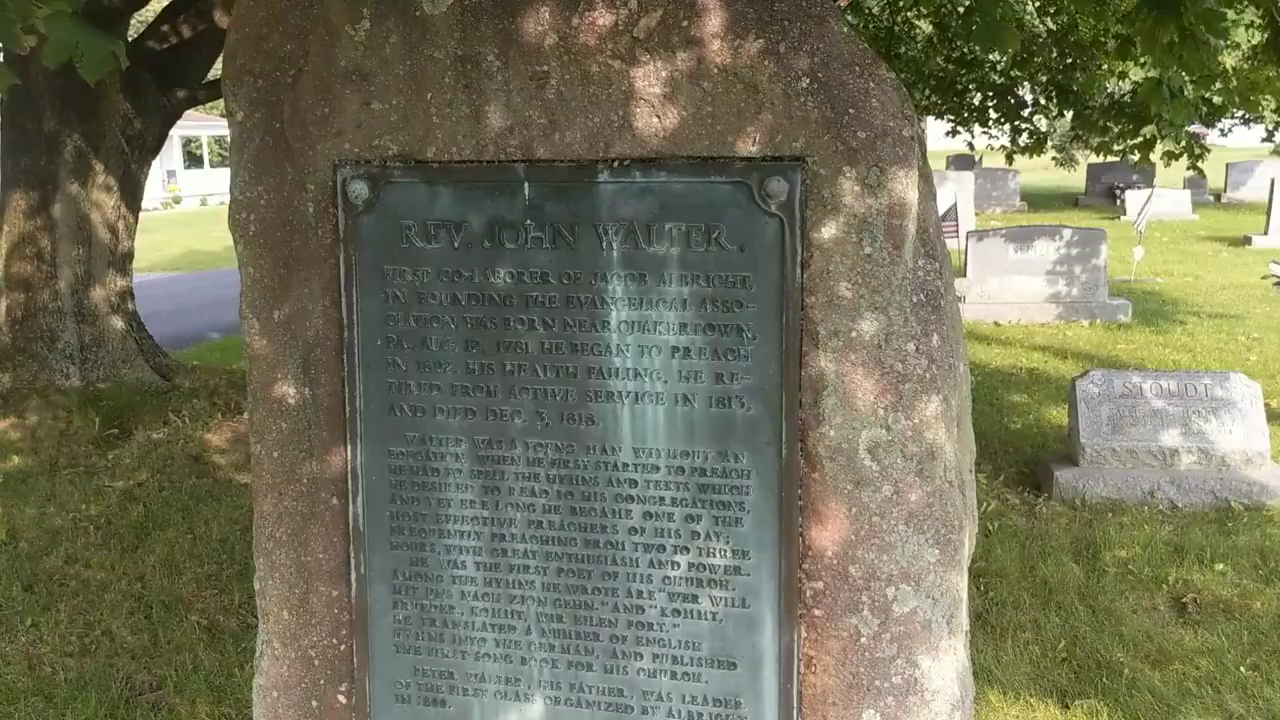 REV. JOHN WALTER.
FIRST CO-LABORER OF JACOB ALBRIGHT,
IN FOUNDING THE EVANGELICAL ASSO-
CIATION, WAS BORN NEAR QUAKERTOWN,
PA., AUG. 1781. HE BEGAN TO PREACH
IN 1802. HIS HEALTH FAILING, HE RE-
TIRED FROM ACTIVE SERVICE IN 1813,
AND DIED DEC. 3, 1818.
WALTER WAS A YOUNG MAN WITHOUT AN
EDUCATION. WHEN HE FIRST STARTED TO PREACH
HE HAD TO SPELL THE HYMNS AND TEXTS WHICH
HE DESIRED TO READ TO HIS CONGREGATIONS,
AND YET ERE LONG HE BECAME ONE OF THE
MOST EFFECTIVE PREACHERS OF HIS DAY;
FREQUENTLY PREACHING FROM TWO TO THREE
HOURS, WITH GREAT ENTHUSIASM AND POWER.
HE WAS THE FIRST POET OF HIS CHURCH.
AMONG THE HYMNS HE WROTE ARE "WER WILL
MIT UNS NACH ZION GEHN." AND "KOMMT,
BRUEDER, KOMMT, WIR EILEN FORT."
HE TRANSLATED A NUMBER OF ENGLISH
HYMNS INTO THE GERMAN, AND PUBLISHED
THE FIRST SONG BOOK FOR HIS CHURCH.
PETER WALTER, HIS FATHER, WAS LEADER
OF THE FIRST CLASS ORGANIZED BY ALBRIGHT
IN 1800.
STOUDT